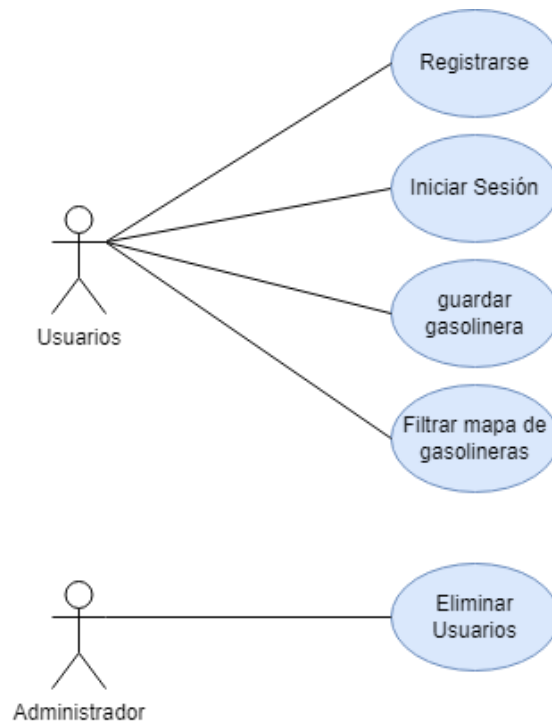 Registrarse
Iniciar Sesión
guardar
gasolinera
Usuarios
Filtrar mapa de
gasolineras
Eliminar
Usuarios
Administrador